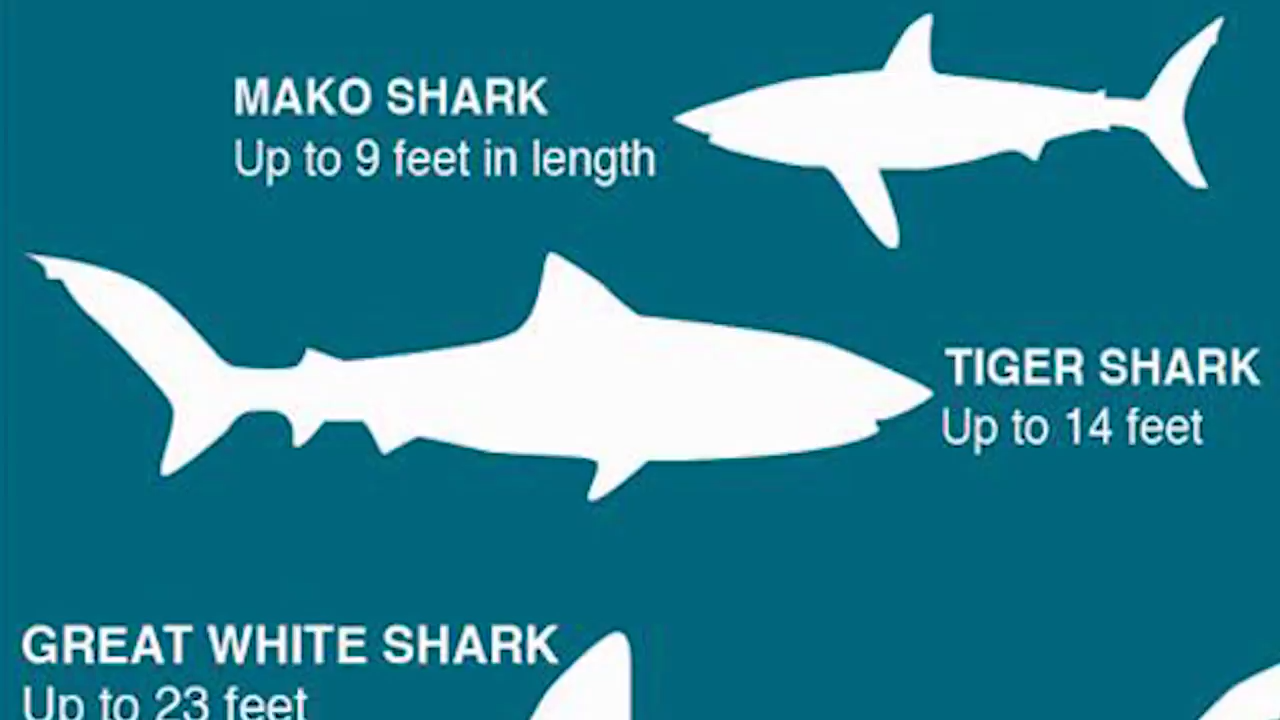 MAKO SHARK
Up to 9 feet in length
TIGER SHARK
Up to 14 feet
GREAT WHITE SHARK
Up to 23 feet